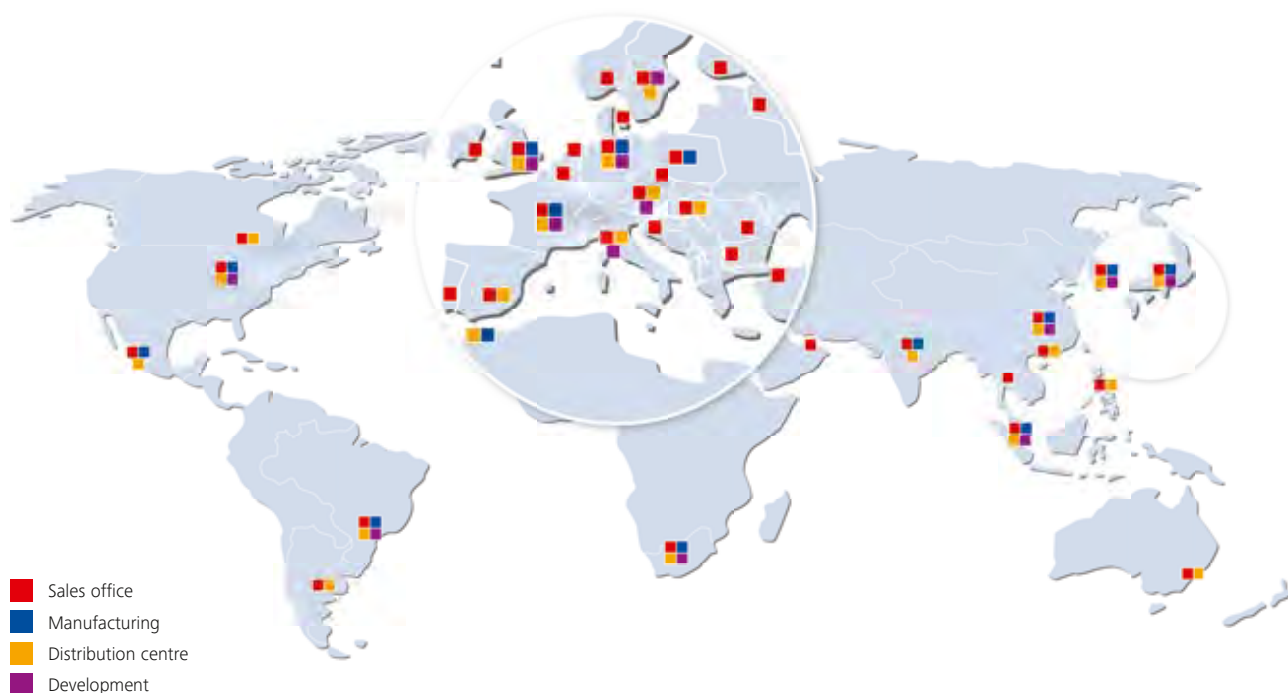 Sales office
Manufacturing
Distribution centre
Development